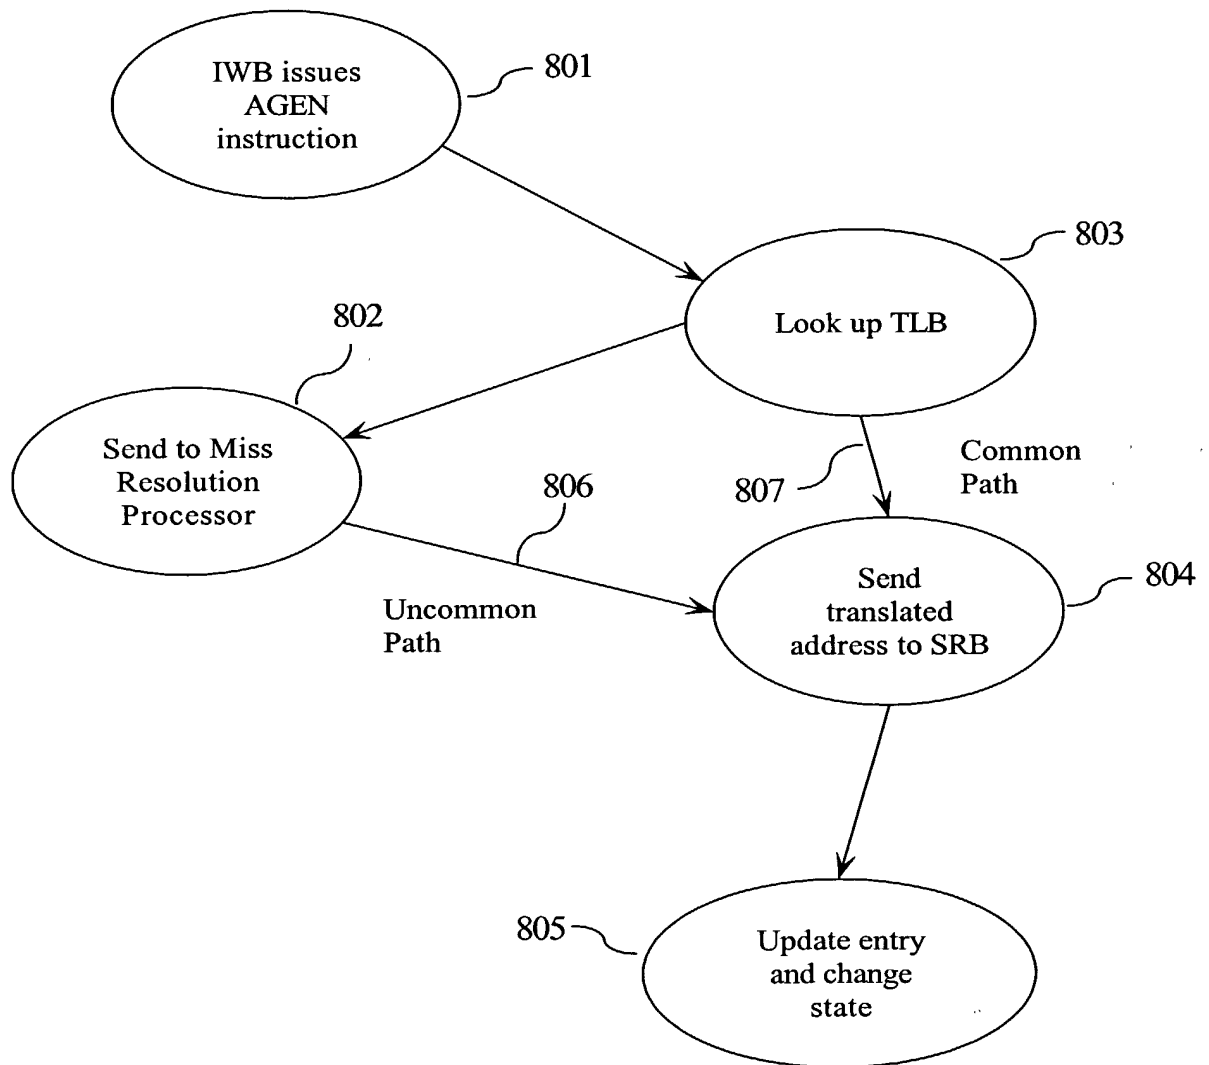 IWB issues
AGEN
instruction
801
803
Look up TLB
802
Send to Miss
Resolution
Processor
806
807
Common
Path
Uncommon
Path
Send
translated
address to SRB
804
805
Update entry
and change
state